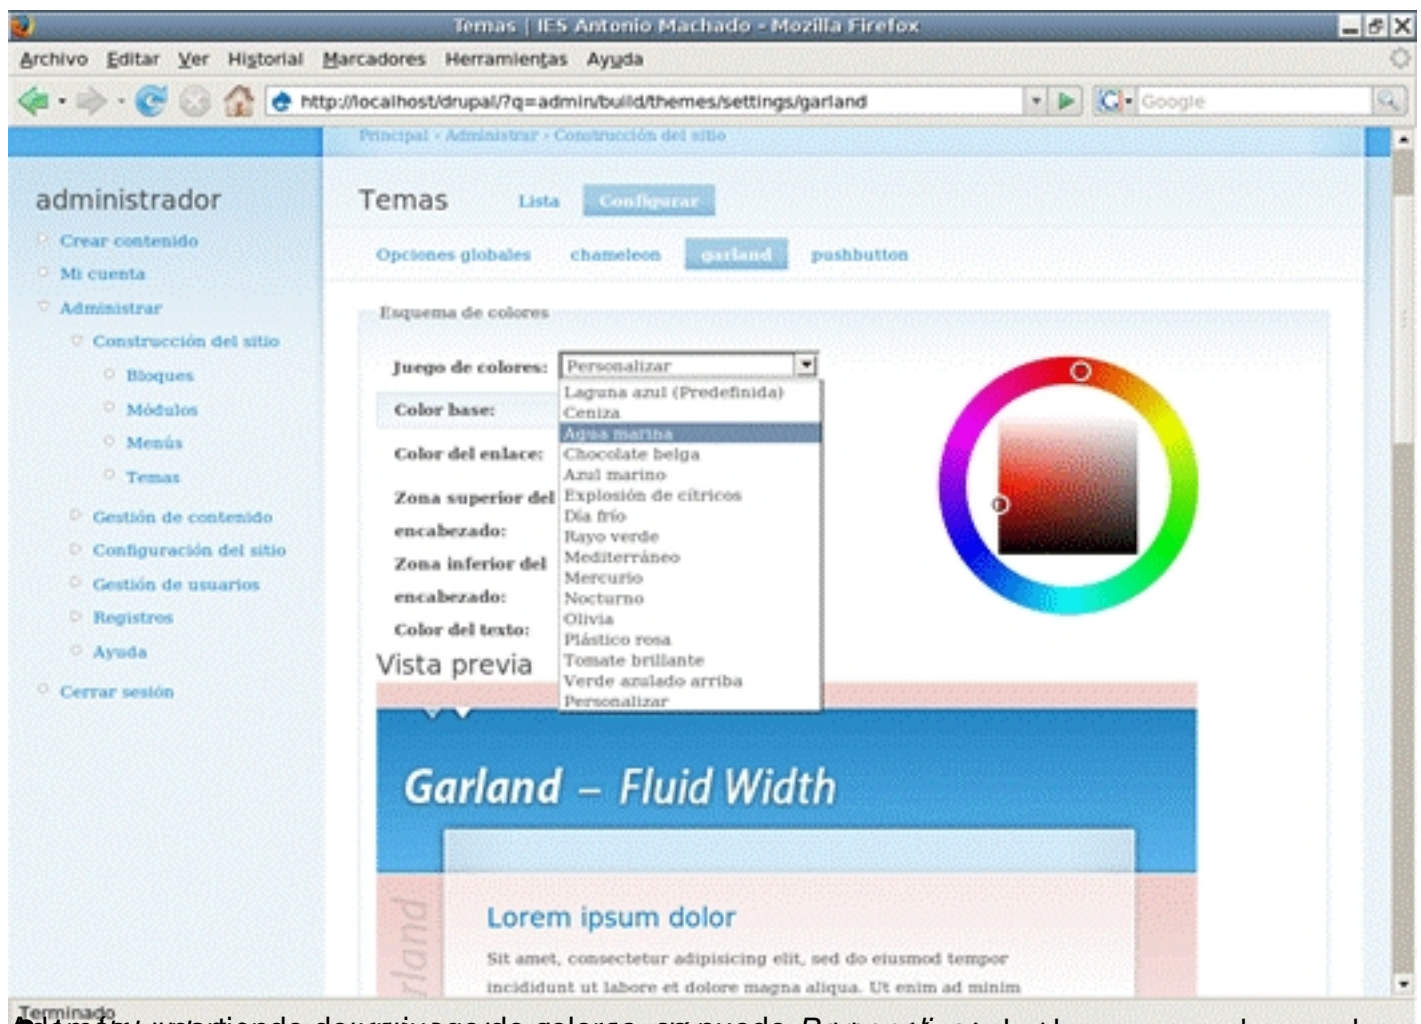 Temas | IES Antonio Machado - Mozilla Firefox
Archivo Editar Ver Historial Marcadores Herramientas Ayuda
http://localhost/drupal/?q=admin/build/themes/settings/garland
Google
Principal › Administrar › Construcción del sitio
administrador
Crear contenido
Mi cuenta
Administrar
Construcción del sitio
Bloques
Módulos
Menús
Temas
Gestión de contenido
Configuración del sitio
Gestión de usuarios
Registros
Ayuda
Cerrar sesión
Temas Lista Configurar
Opciones globales chameleon garland pushbutton
Esquema de colores
Juego de colores: Personalizar
Color base:
Color del enlace:
Zona superior del
encabezado:
Zona inferior del
encabezado:
Color del texto:
Laguna azul (Predefinida)
Ceniza
Agua marina
Chocolate belga
Azul marino
Explosión de cítricos
Día frío
Rayo verde
Mediterráneo
Mercurio
Nocturno
Olivia
Plástico rosa
Tomate brillante
Verde azulado arriba
Personalizar
Vista previa
Garland – Fluid Width
rland
Lorem ipsum dolor
Sit amet, consectetur adipisicing elit, sed do eiusmod tempor
incididunt ut labore et dolore magna aliqua. Ut enim ad minim
Terminado